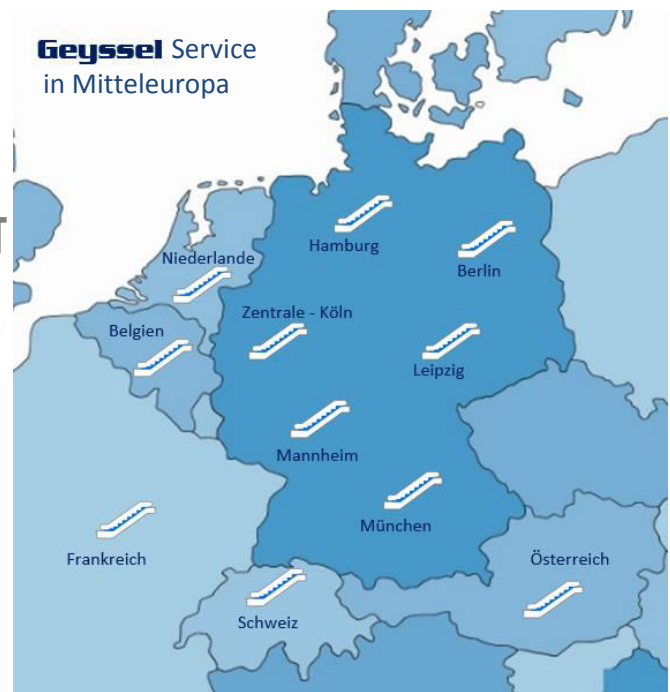 Geyssel Service
in Mitteleuropa
T
Hamburg
Niederlande
Berlin
Zentrale - Köln
Belgien
Leipzig
Mannheim
München
Frankreich
Österreich
Schweiz